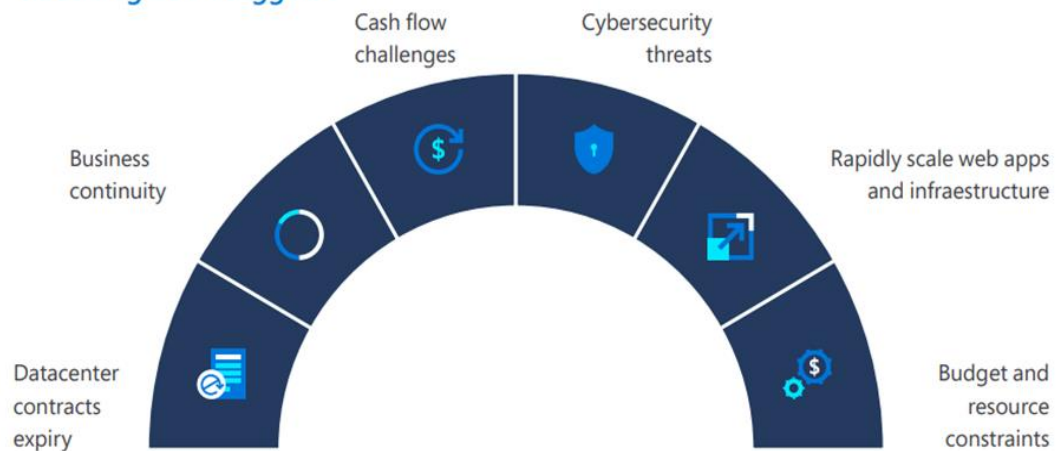 Cash flow
challenges
Cybersecurity
threats
Business
continuity
Rapidly scale web apps
and infraestructure
Datacenter
contracts
expiry
Budget and
resource
constraints
$
$